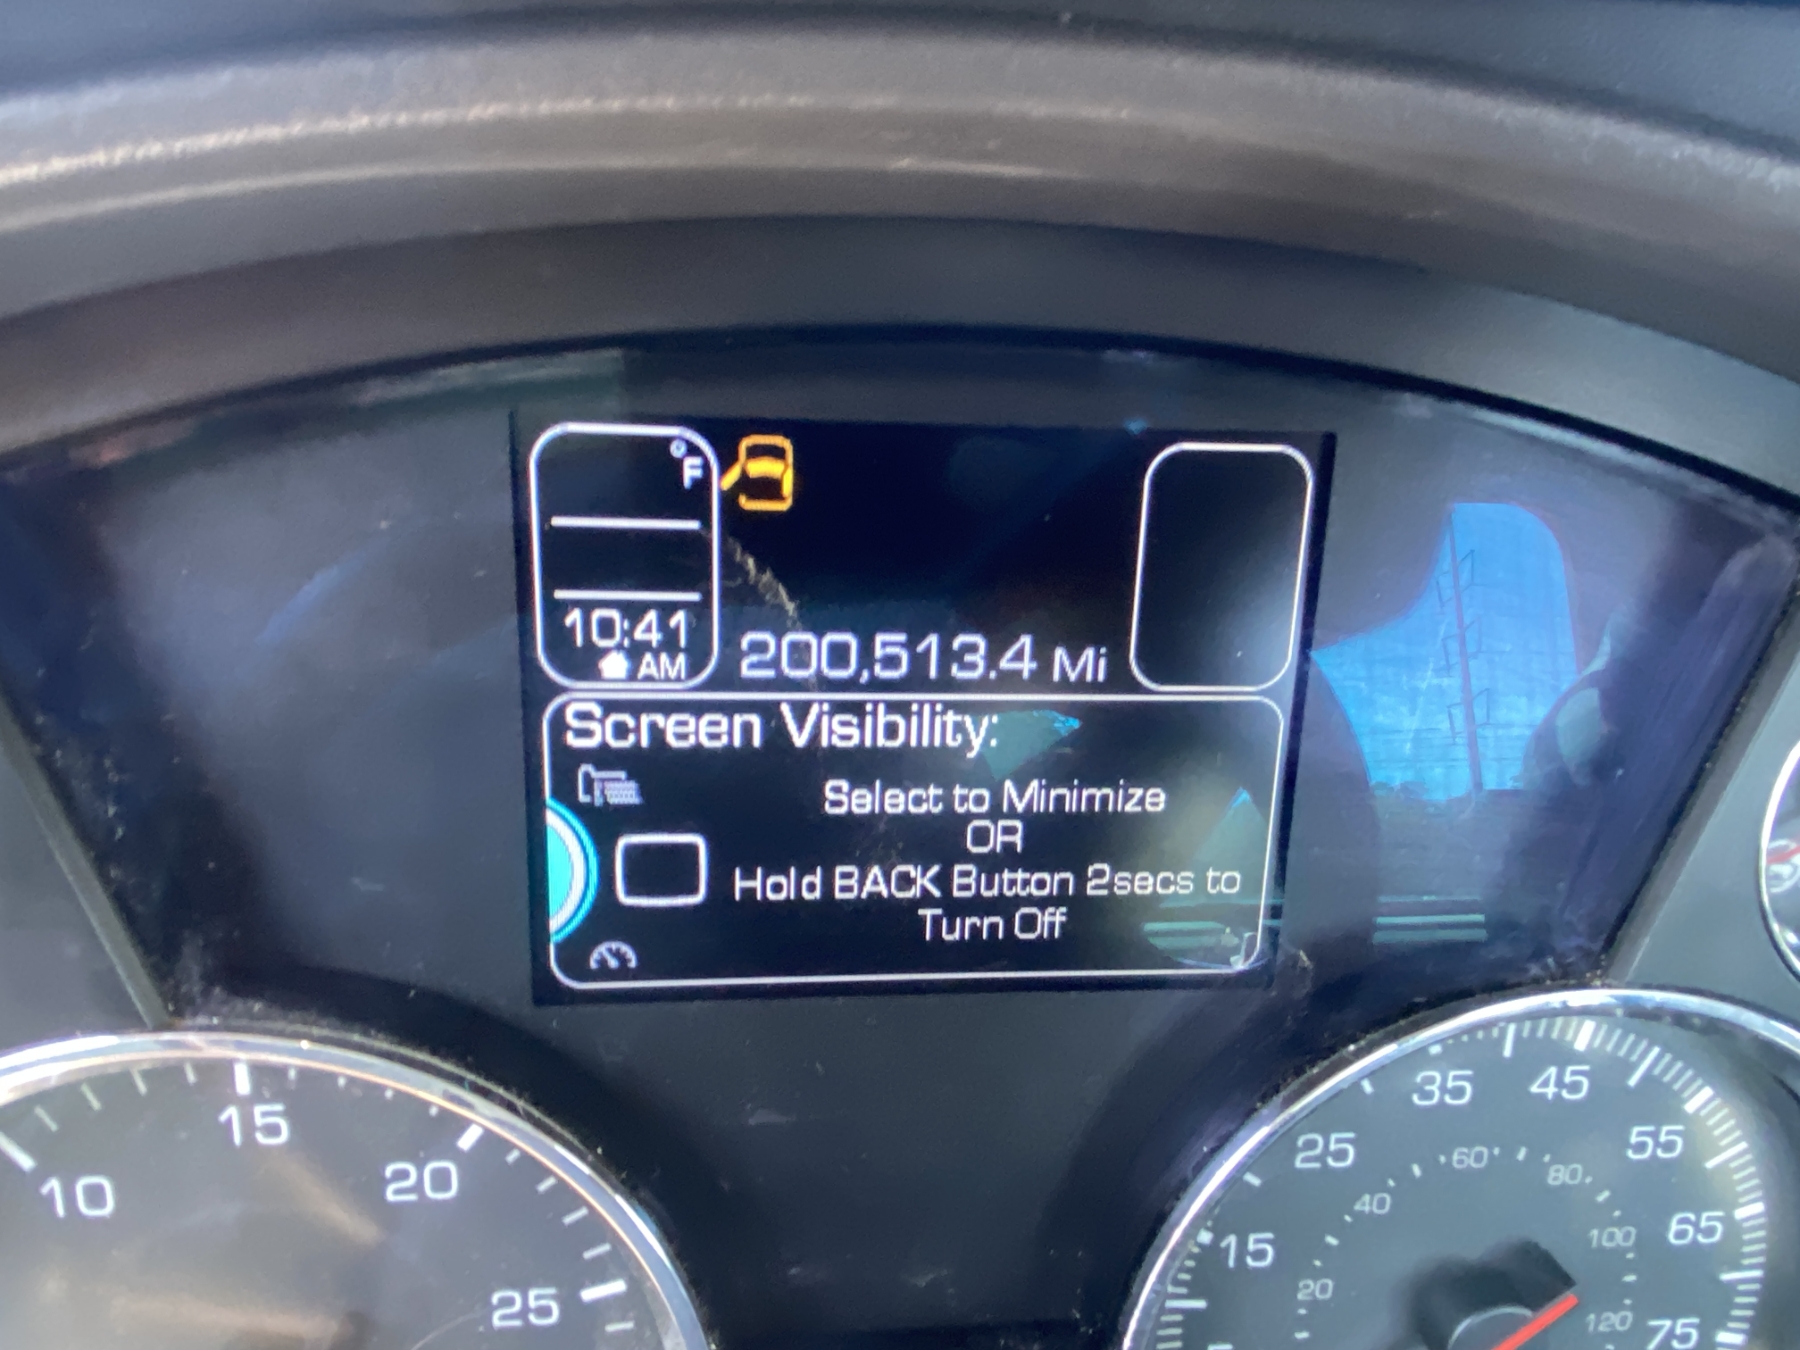 °F
10:41
AM
200,513.4 Mi
Screen Visibility:
Select to Minimize
OR
Hold BACK Button 2secs to
Turn Off
10
15
20
25
15
25
35
45
55
65
75
20
40
60
80
100
120